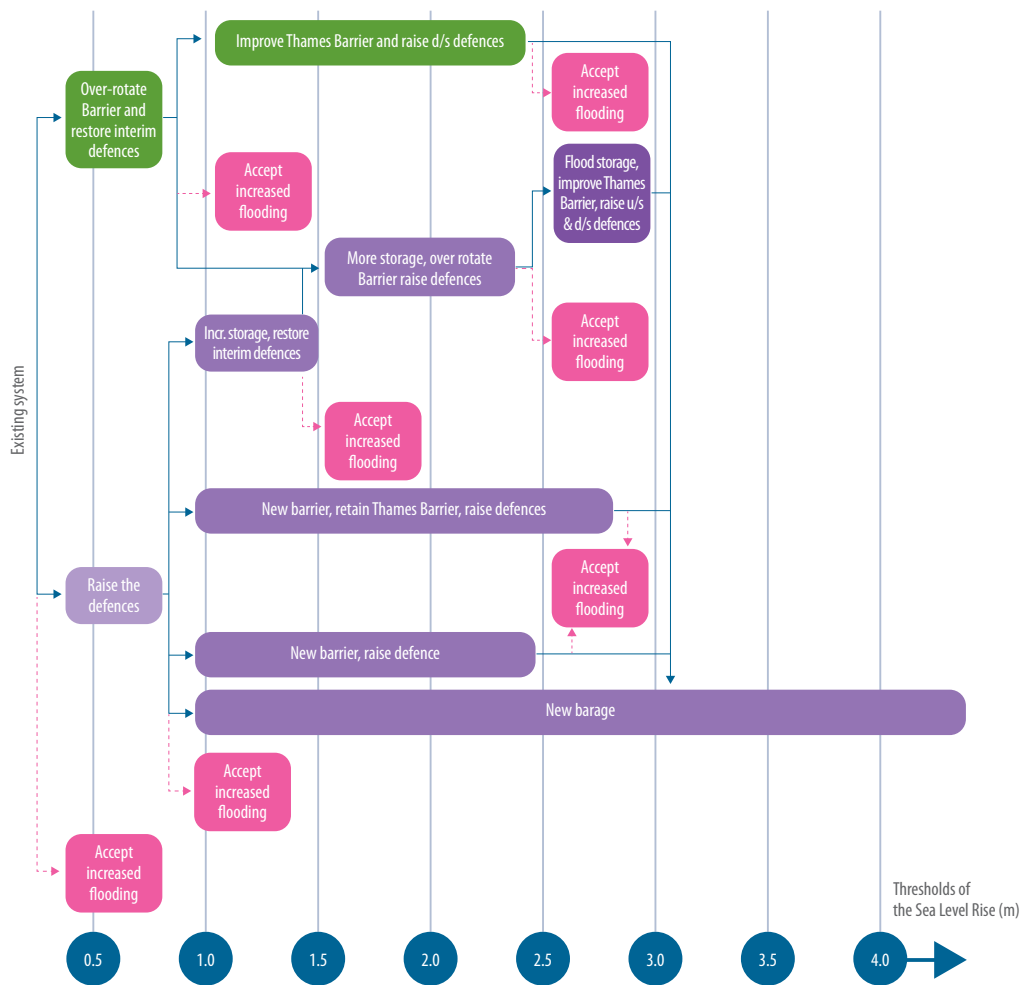 Improve Thames Barrier and raise d/s defences
Accept
increased
flooding
Over-rotate
Barrier and
restore interim
defences
Accept
increased
flooding
Flood storage,
improve Thames
Barrier, raise u/s
& d/s defences
More storage, over rotate
Barrier raise defences
Incr. storage, restore
interim defences
Accept
increased
flooding
Existing system
Accept
increased
flooding
New barrier, retain Thames Barrier, raise defences
Raise the
defences
Accept
increased
flooding
New barrier, raise defence
New barage
Accept
increased
flooding
Accept
increased
flooding
Thresholds of
the Sea Level Rise (m)
0.5
1.0
1.5
2.0
2.5
3.0
3.5
4.0